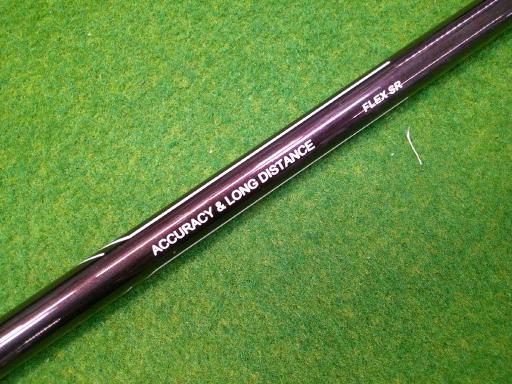 ACCURACY & LONG DISTANCE
FLEX-SR